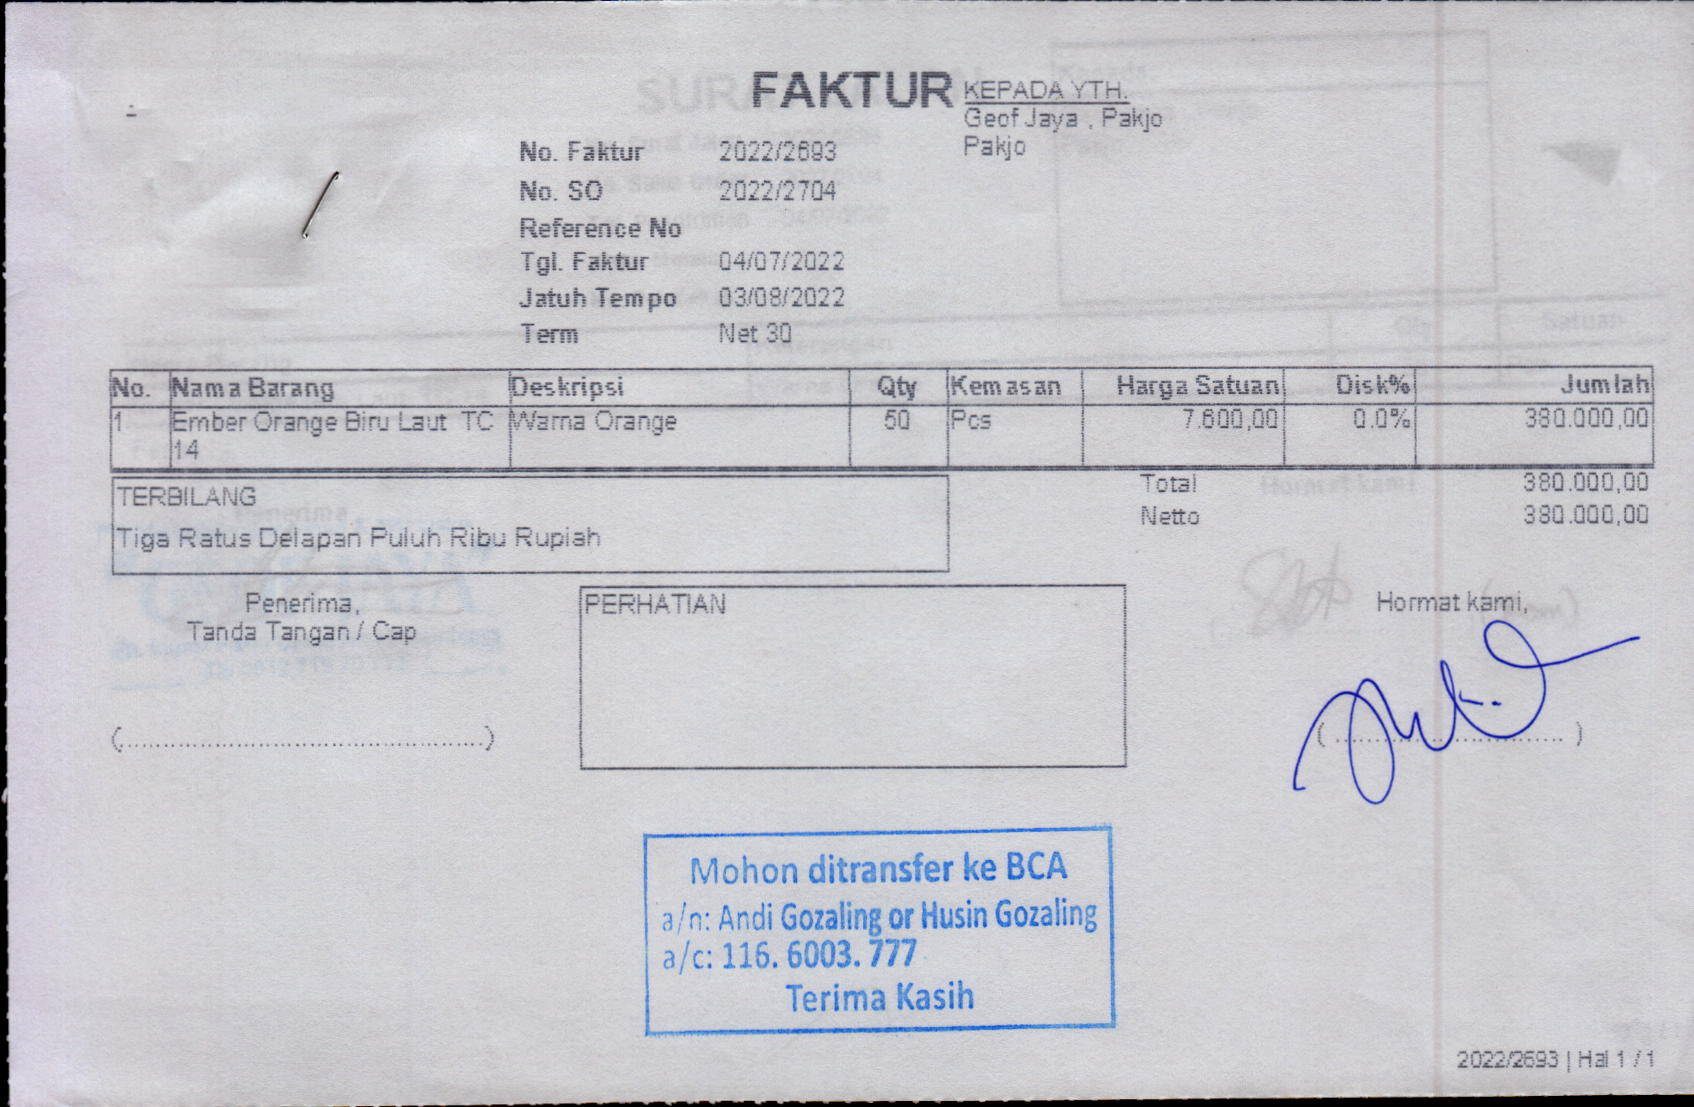 FAKTUR
KEPADA YTH.
Geof Jaya , Pakjo
Pakjo
No. Faktur 2022/2693
No. SO 2022/2704
Reference No
Tgl. Faktur 04/07/2022
Jatuh Tempo 03/08/2022
Term Net 30
No. Nama Barang Deskripsi Qty Kemasan Harga Satuan Disk% Jumlah
1 Ember Orange Biru Laut TC Warna Orange 50 Pcs 7.600,00 0.0% 380.000,00
14
Total 380.000,00
Netto 380.000,00
TERBILANG
Tiga Ratus Delapan Puluh Ribu Rupiah
Penerima,
Tanda Tangan / Cap
(................................................)
PERHATIAN
Hormat kami,
(.............................. )
Mohon ditransfer ke BCA
a/n: Andi Gozaling or Husin Gozaling
a/c: 116. 6003. 777
Terima Kasih
2022/2693 | Hal 1 / 1